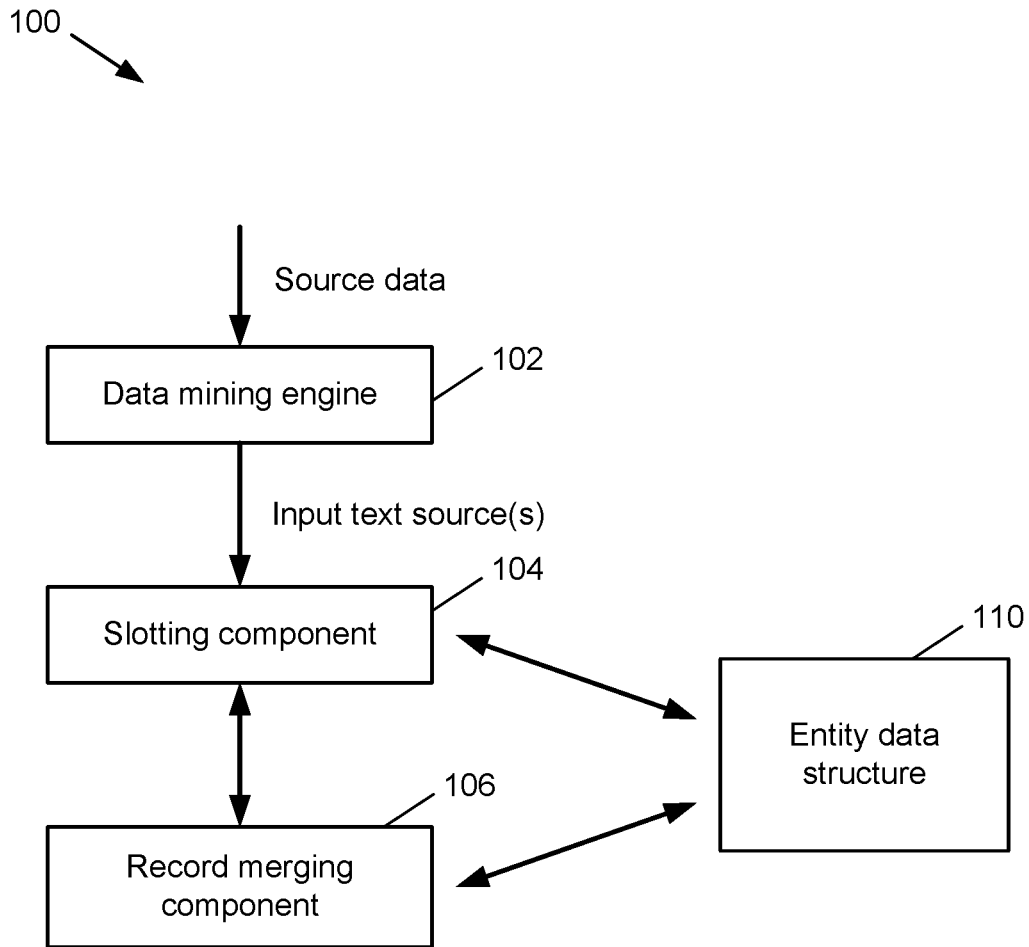 100
Source data
102
Data mining engine
Input text source(s)
104
Slotting component
110
Entity data
structure
106
Record merging
component